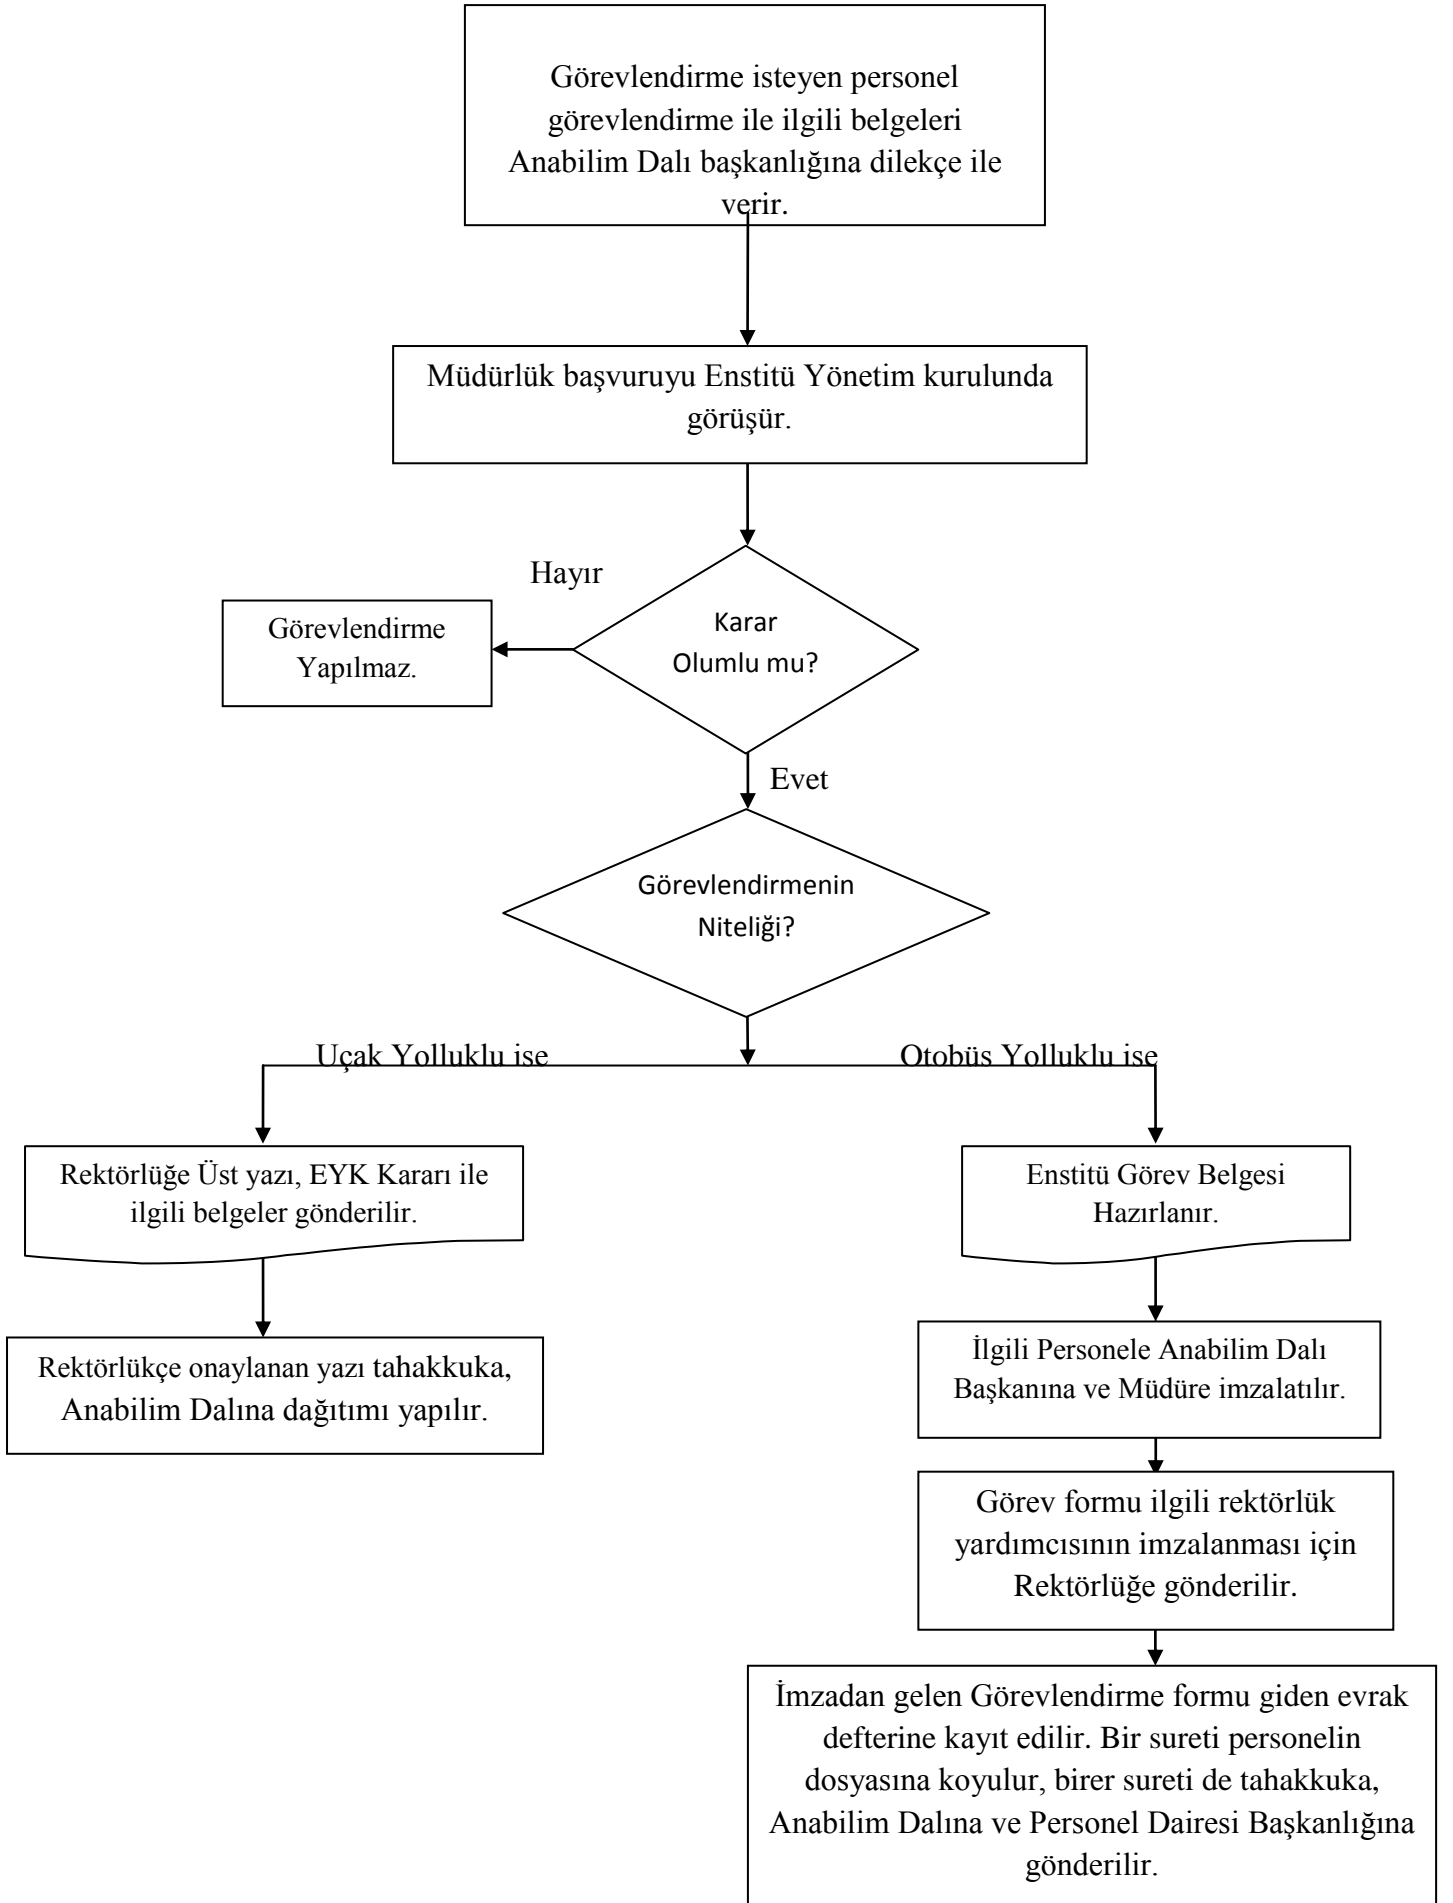 Görevlendirme isteyen personel
görevlendirme ile ilgili belgeleri
Anabilim Dalı başkanlığına dilekçe ile
verir.
Müdürlük başvuruyu Enstitü Yönetim kurulunda
görüşür.
Hayır
Karar
Olumlu mu?
Görevlendirme
Yapılmaz.
Evet
Görevlendirmenin
Niteliği?
Uçak Yolluklu ise
Otobüs Yolluklu ise
Rektörlüğe Üst yazı, EYK Kararı ile
ilgili belgeler gönderilir.
Rektörlükçe onaylanan yazı tahakkuka,
Anabilim Dalına dağıtımı yapılır.
Enstitü Görev Belgesi
Hazırlanır.
İlgili Personele Anabilim Dalı
Başkanına ve Müdüre imzalatılır.
Görev formu ilgili rektörlük
yardımcısının imzalanması için
Rektörlüğe gönderilir.
İmzadan gelen Görevlendirme formu giden evrak
defterine kayıt edilir. Bir sureti personelin
dosyasına koyulur, birer sureti de tahakkuka,
Anabilim Dalına ve Personel Dairesi Başkanlığına
gönderilir.